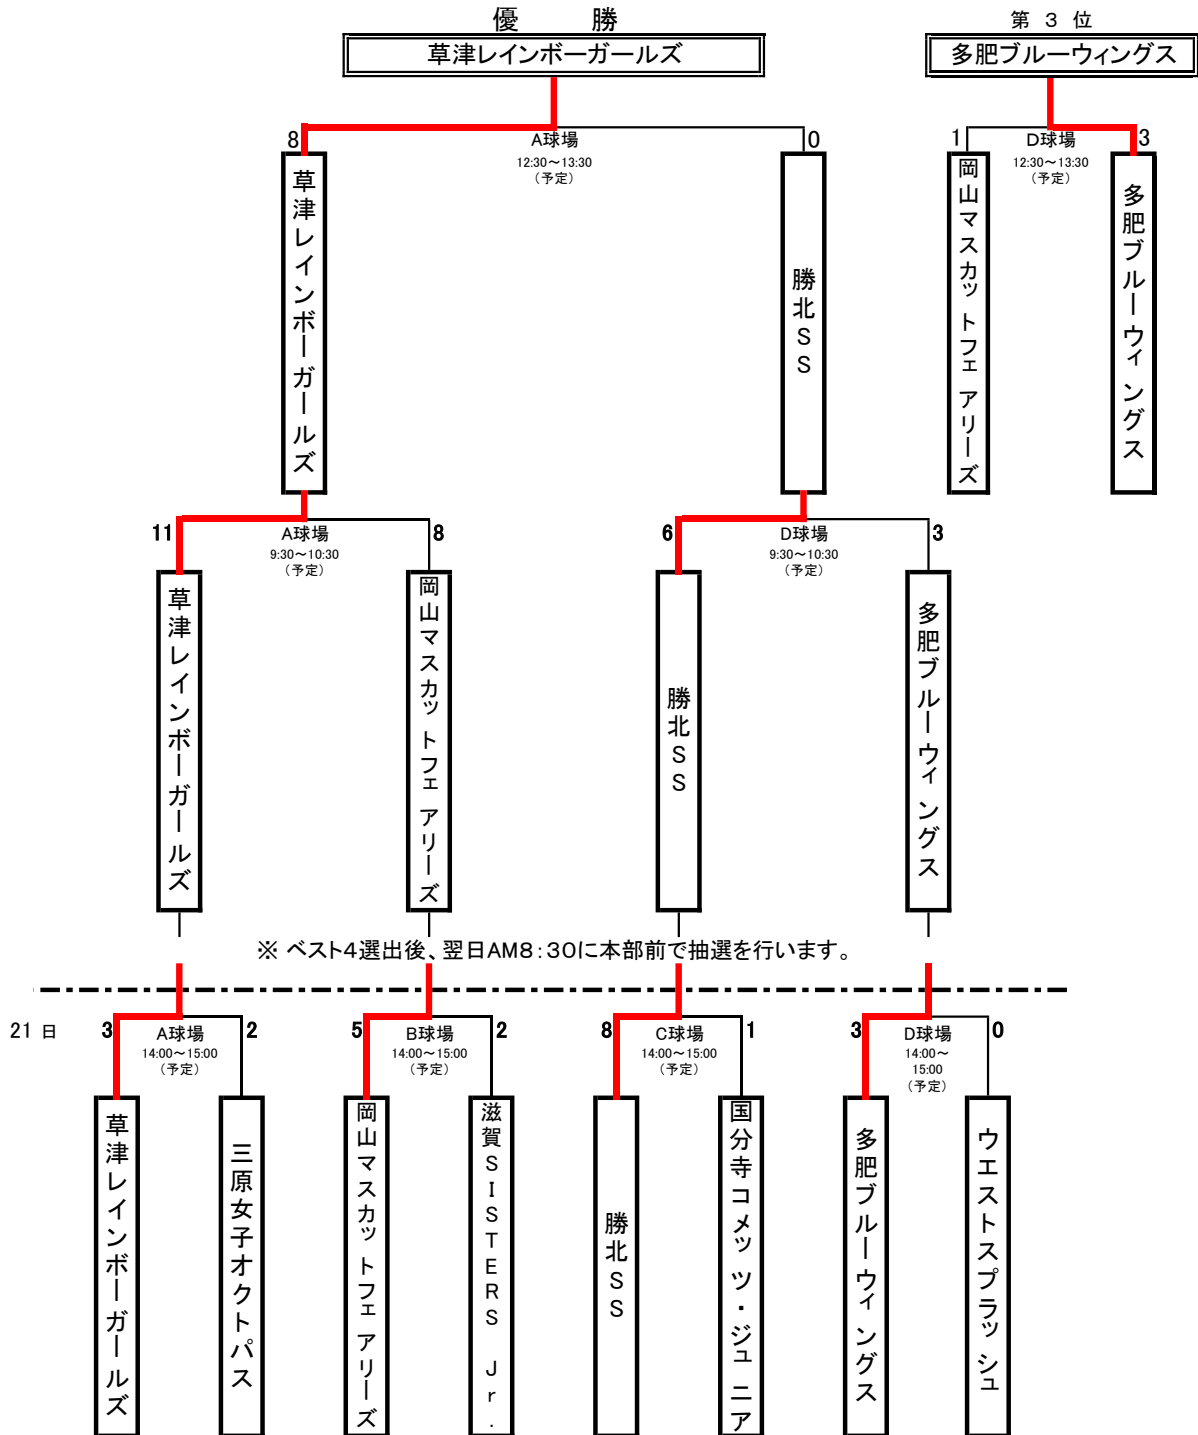 優　勝
第 3 位
草津レインボーガールズ
多肥ブルーウィングス
8
A球場
0
12:30～13:30
(予定)
1
D球場
3
12:30～13:30
(予定)
草津レインボーガールズ
勝北SS
岡山マスカットフェアリーズ
多肥ブルーウィングス
11
A球場
8
9:30～10:30
(予定)
6
D球場
3
9:30～10:30
(予定)
草津レインボーガールズ
岡山マスカットフェアリーズ
勝北SS
多肥ブルーウィングス
※ ベスト4選出後、翌日AM8:30に本部前で抽選を行います。
21 日
3
A球場
2
14:00～15:00
(予定)
5
B球場
2
14:00～15:00
(予定)
8
C球場
1
14:00～15:00
(予定)
3
D球場
0
14:00～
15:00
(予定)
草津レインボーガールズ
三原女子オクトパス
岡山マスカットフェアリーズ
滋賀SISTERS Jr.
勝北SS
国分寺コメッツ・ジュニア
多肥ブルーウィングス
ウエストスプラッシュ